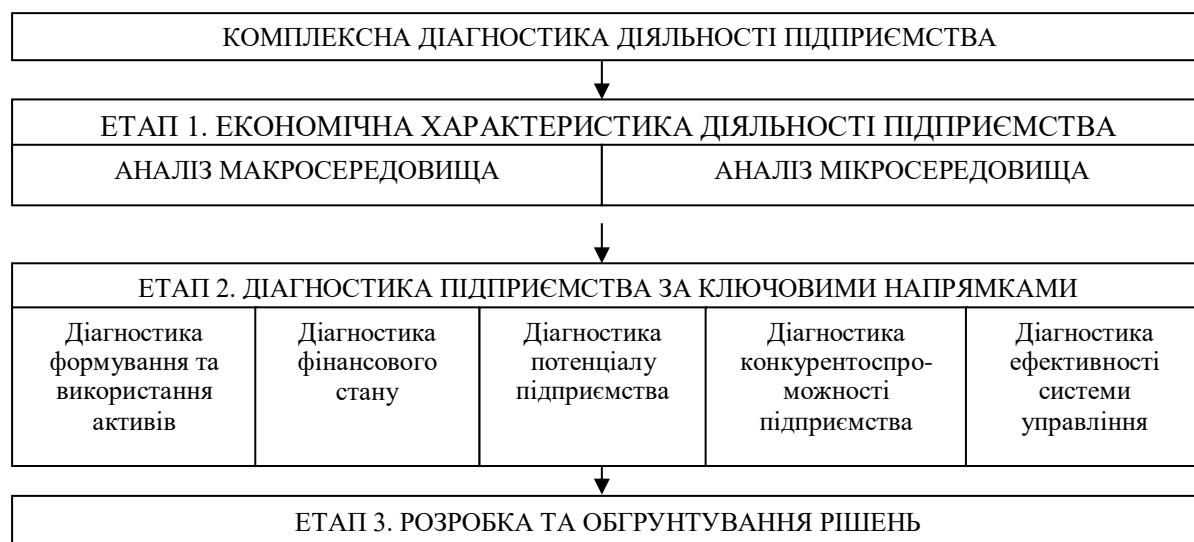 КОМПЛЕКСНА ДІАГНОСТИКА ДІЯЛЬНОСТІ ПІДПРИЄМСТВА
ЕТАП 1. ЕКОНОМІЧНА ХАРАКТЕРИСТИКА ДІЯЛЬНОСТІ ПІДПРИЄМСТВА
АНАЛІЗ МАКРОСЕРЕДОВИЩА
АНАЛІЗ МІКРОСЕРЕДОВИЩА
ЕТАП 2. ДІАГНОСТИКА ПІДПРИЄМСТВА ЗА КЛЮЧОВИМИ НАПРЯМКАМИ
Діагностика
формування та
використання
активів
Діагностика
фінансового
стану
Діагностика
потенціалу
підприємства
Діагностика
конкурентоспро-
можності
підприємства
Діагностика
ефективності
системи
управління
ЕТАП 3. РОЗРОБКА ТА ОБГРУНТУВАННЯ РІШЕНЬ